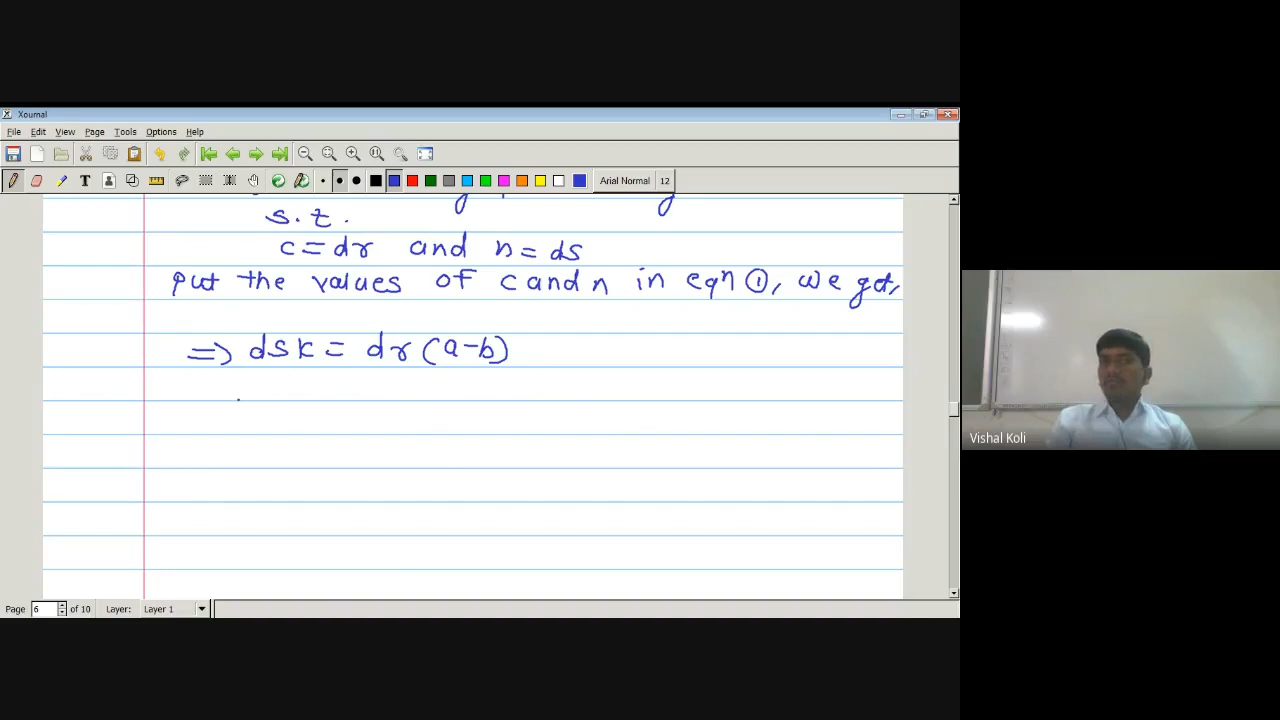 Xournal
File Edit View Page Tools Options Help
Arial Normal 12
s.t.
c = dr and n = ds
put the values of c and n in eqn ①, we get,
⇒ dsk = dr(a-b)
Vishal Koli
Page 6 of 10 Layer: Layer 1